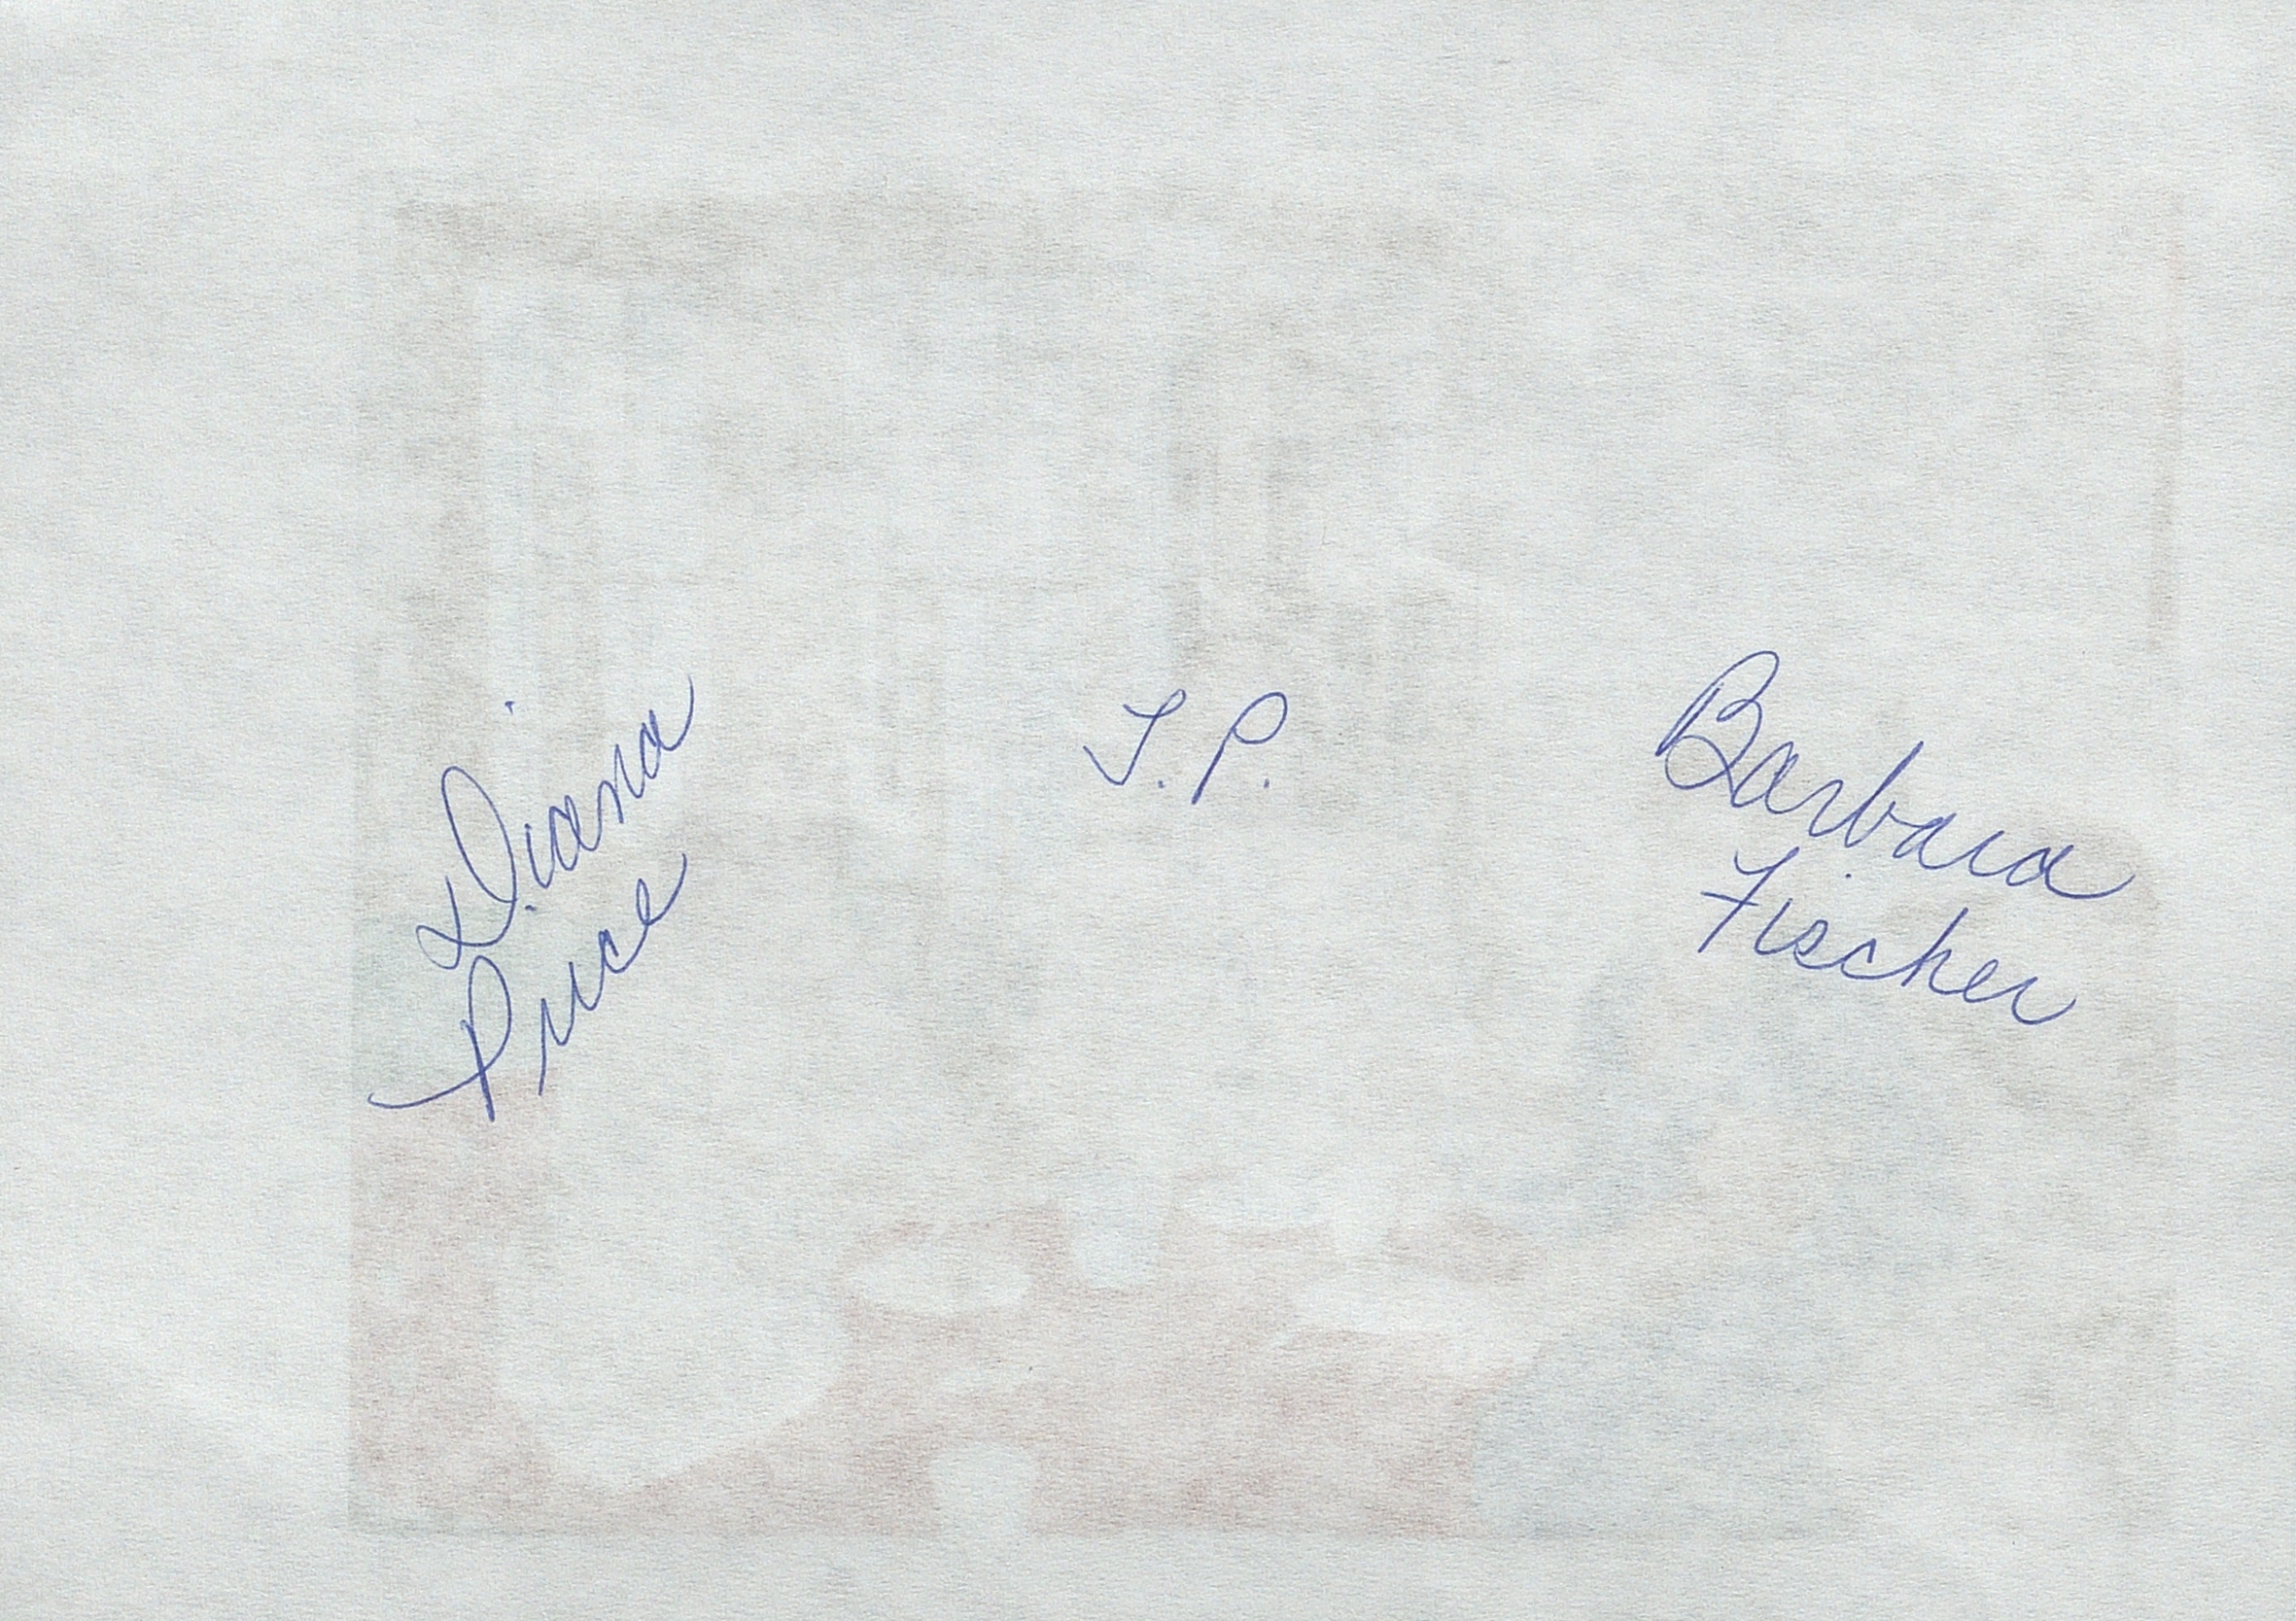 Diana
Price
J.P.
Barbara
Fischer